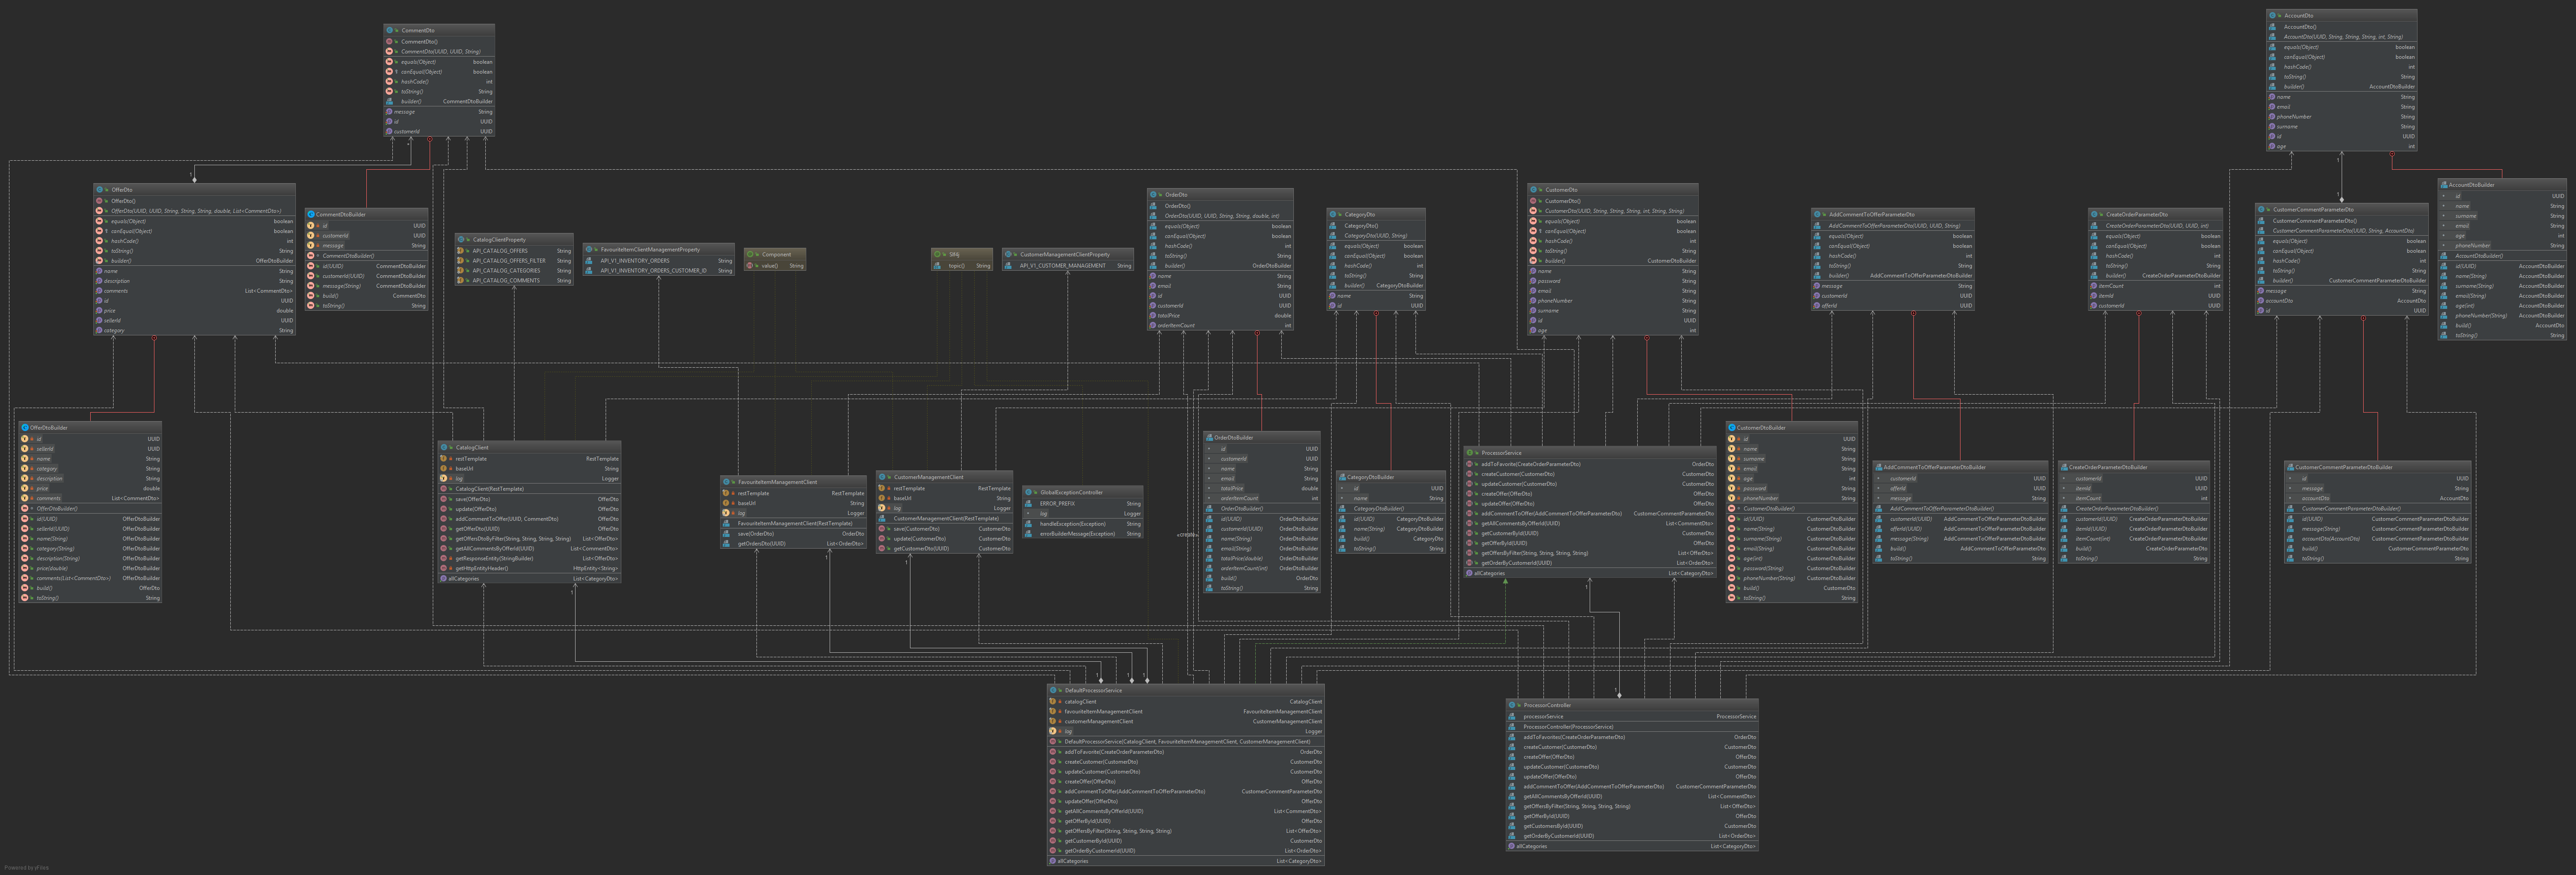 CommentDto
CommentDto()
CommentDto(UUID, UUID, String)
equals(Object) boolean
canEqual(Object) boolean
hashCode() int
toString() String
builder() CommentDtoBuilder
message String
id UUID
customerId UUID
AccountDto
AccountDto()
AccountDto(UUID, String, String, String, int, String)
equals(Object) boolean
canEqual(Object) boolean
hashCode() int
toString() String
builder() AccountDtoBuilder
name String
email String
phoneNumber String
surname String
id UUID
age int
OfferDto
OfferDto()
OfferDto(UUID, UUID, String, String, String, double, List<CommentDto>)
equals(Object) boolean
canEqual(Object) boolean
hashCode() int
toString() String
builder() OfferDtoBuilder
name String
description String
comments List<CommentDto>
id UUID
price double
sellerId UUID
category String
CommentDtoBuilder
id UUID
customerId UUID
message String
CommentDtoBuilder()
id(UUID) CommentDtoBuilder
customerId(UUID) CommentDtoBuilder
message(String) CommentDtoBuilder
build() CommentDto
toString() String
CatalogClientProperty
API_CATALOG_OFFERS String
API_CATALOG_OFFERS_FILTER String
API_CATALOG_CATEGORIES String
API_CATALOG_COMMENTS String
FavouriteItemClientManagementProperty
API_V1_INVENTORY_ORDERS String
API_V1_INVENTORY_ORDERS_CUSTOMER_ID String
Component
value() String
Slf4j
topic() String
CustomerManagementClientProperty
API_V1_CUSTOMER_MANAGEMENT String
OrderDto
OrderDto()
OrderDto(UUID, UUID, String, String, double, int)
equals(Object) boolean
canEqual(Object) boolean
hashCode() int
toString() String
builder() OrderDtoBuilder
name String
email String
id UUID
customerId UUID
totalPrice double
orderItemCount int
CategoryDto
CategoryDto()
CategoryDto(UUID, String)
equals(Object) boolean
canEqual(Object) boolean
hashCode() int
toString() String
builder() CategoryDtoBuilder
name String
id UUID
CustomerDto
CustomerDto()
CustomerDto(UUID, String, String, String, int, String, String)
equals(Object) boolean
canEqual(Object) boolean
hashCode() int
toString() String
builder() CustomerDtoBuilder
name String
password String
email String
phoneNumber String
surname String
id UUID
age int
AddCommentToOfferParameterDto
AddCommentToOfferParameterDto(UUID, UUID, String)
equals(Object) boolean
canEqual(Object) boolean
hashCode() int
toString() String
builder() AddCommentToOfferParameterDtoBuilder
message String
customerId UUID
offerId UUID
CreateOrderParameterDto
CreateOrderParameterDto(UUID, UUID, int)
equals(Object) boolean
canEqual(Object) boolean
hashCode() int
toString() String
builder() CreateOrderParameterDtoBuilder
itemCount int
itemId UUID
customerId UUID
CustomerCommentParameterDto
CustomerCommentParameterDto()
CustomerCommentParameterDto(UUID, String, AccountDto)
equals(Object) boolean
canEqual(Object) boolean
hashCode() int
toString() String
builder() CustomerCommentParameterDtoBuilder
message String
accountDto AccountDto
id UUID
AccountDtoBuilder
id UUID
name String
surname String
email String
age int
phoneNumber String
AccountDtoBuilder()
id(UUID) AccountDtoBuilder
name(String) AccountDtoBuilder
surname(String) AccountDtoBuilder
email(String) AccountDtoBuilder
age(int) AccountDtoBuilder
phoneNumber(String) AccountDtoBuilder
build() AccountDto
toString() String
OfferDtoBuilder
id UUID
sellerId UUID
name String
category String
description String
price double
comments List<CommentDto>
OfferDtoBuilder()
id(UUID) OfferDtoBuilder
sellerId(UUID) OfferDtoBuilder
name(String) OfferDtoBuilder
category(String) OfferDtoBuilder
description(String) OfferDtoBuilder
price(double) OfferDtoBuilder
comments(List<CommentDto>) OfferDtoBuilder
build() OfferDto
toString() String
CatalogClient
restTemplate RestTemplate
baseUrl String
log Logger
CatalogClient(RestTemplate)
save(OfferDto) OfferDto
update(OfferDto) OfferDto
addCommentToOffer(UUID, CommentDto) OfferDto
getOfferDto(UUID) OfferDto
getOffersDtoByFilter(String, String, String, String) List<OfferDto>
getAllCommentsByOfferId(UUID) List<CommentDto>
getResponseEntity(StringBuilder) List<OfferDto>
getHttpEntityHeader() HttpEntity<String>
allCategories List<CategoryDto>
FavouriteItemManagementClient
restTemplate RestTemplate
baseUrl String
log Logger
FavouriteItemManagementClient(RestTemplate)
save(OrderDto) OrderDto
getOrdersDto(UUID) List<OrderDto>
CustomerManagementClient
restTemplate RestTemplate
baseUrl String
log Logger
CustomerManagementClient(RestTemplate)
save(CustomerDto) CustomerDto
update(CustomerDto) CustomerDto
getCustomerDto(UUID) CustomerDto
GlobalExceptionController
ERROR_PREFIX String
log Logger
handleException(Exception) String
errorBuilderMessage(Exception) String
«create»
OrderDtoBuilder
id UUID
customerId UUID
name String
email String
totalPrice double
orderItemCount int
OrderDtoBuilder()
id(UUID) OrderDtoBuilder
customerId(UUID) OrderDtoBuilder
name(String) OrderDtoBuilder
email(String) OrderDtoBuilder
totalPrice(double) OrderDtoBuilder
orderItemCount(int) OrderDtoBuilder
build() OrderDto
toString() String
CategoryDtoBuilder
id UUID
name String
CategoryDtoBuilder()
id(UUID) CategoryDtoBuilder
name(String) CategoryDtoBuilder
build() CategoryDto
toString() String
ProcessorService
addToFavorite(CreateOrderParameterDto) OrderDto
createCustomer(CustomerDto) CustomerDto
updateCustomer(CustomerDto) CustomerDto
createOffer(OfferDto) OfferDto
updateOffer(OfferDto) OfferDto
addCommentToOffer(AddCommentToOfferParameterDto) CustomerCommentParameterDto
getAllCommentsByOfferId(UUID) List<CommentDto>
getCustomerById(UUID) CustomerDto
getOfferById(UUID) OfferDto
getOffersByFilter(String, String, String, String) List<OfferDto>
getOrderByCustomerId(UUID) List<OrderDto>
allCategories List<CategoryDto>
CustomerDtoBuilder
id UUID
name String
surname String
email String
age int
password String
phoneNumber String
CustomerDtoBuilder()
id(UUID) CustomerDtoBuilder
name(String) CustomerDtoBuilder
surname(String) CustomerDtoBuilder
email(String) CustomerDtoBuilder
age(int) CustomerDtoBuilder
password(String) CustomerDtoBuilder
phoneNumber(String) CustomerDtoBuilder
build() CustomerDto
toString() String
AddCommentToOfferParameterDtoBuilder
customerId UUID
offerId UUID
message String
AddCommentToOfferParameterDtoBuilder()
customerId(UUID) AddCommentToOfferParameterDtoBuilder
offerId(UUID) AddCommentToOfferParameterDtoBuilder
message(String) AddCommentToOfferParameterDtoBuilder
build() AddCommentToOfferParameterDto
toString() String
CreateOrderParameterDtoBuilder
customerId UUID
itemId UUID
itemCount int
CreateOrderParameterDtoBuilder()
customerId(UUID) CreateOrderParameterDtoBuilder
itemId(UUID) CreateOrderParameterDtoBuilder
itemCount(int) CreateOrderParameterDtoBuilder
build() CreateOrderParameterDto
toString() String
CustomerCommentParameterDtoBuilder
id UUID
message String
accountDto AccountDto
CustomerCommentParameterDtoBuilder()
id(UUID) CustomerCommentParameterDtoBuilder
message(String) CustomerCommentParameterDtoBuilder
accountDto(AccountDto) CustomerCommentParameterDtoBuilder
build() CustomerCommentParameterDto
toString() String
DefaultProcessorService
catalogClient CatalogClient
favouriteItemManagementClient FavouriteItemManagementClient
customerManagementClient CustomerManagementClient
log Logger
DefaultProcessorService(CatalogClient, FavouriteItemManagementClient, CustomerManagementClient)
addToFavorite(CreateOrderParameterDto) OrderDto
createCustomer(CustomerDto) CustomerDto
updateCustomer(CustomerDto) CustomerDto
createOffer(OfferDto) OfferDto
addCommentToOffer(AddCommentToOfferParameterDto) CustomerCommentParameterDto
updateOffer(OfferDto) OfferDto
getAllCommentsByOfferId(UUID) List<CommentDto>
getOfferById(UUID) OfferDto
getOffersByFilter(String, String, String, String) List<OfferDto>
getCustomerById(UUID) CustomerDto
getOrderByCustomerId(UUID) List<OrderDto>
allCategories List<CategoryDto>
ProcessorController
processorService ProcessorService
ProcessorController(ProcessorService)
addToFavorites(CreateOrderParameterDto) OrderDto
createCustomer(CustomerDto) CustomerDto
createOffer(OfferDto) OfferDto
updateCustomer(CustomerDto) CustomerDto
updateOffer(OfferDto) OfferDto
addCommentToOffer(AddCommentToOfferParameterDto) CustomerCommentParameterDto
getAllCommentsByOfferId(UUID) List<CommentDto>
getOffersByFilter(String, String, String, String) List<OfferDto>
getOfferById(UUID) OfferDto
getCustomersById(UUID) CustomerDto
getOrderByCustomerId(UUID) List<OrderDto>
allCategories List<CategoryDto>
Powered by yFiles